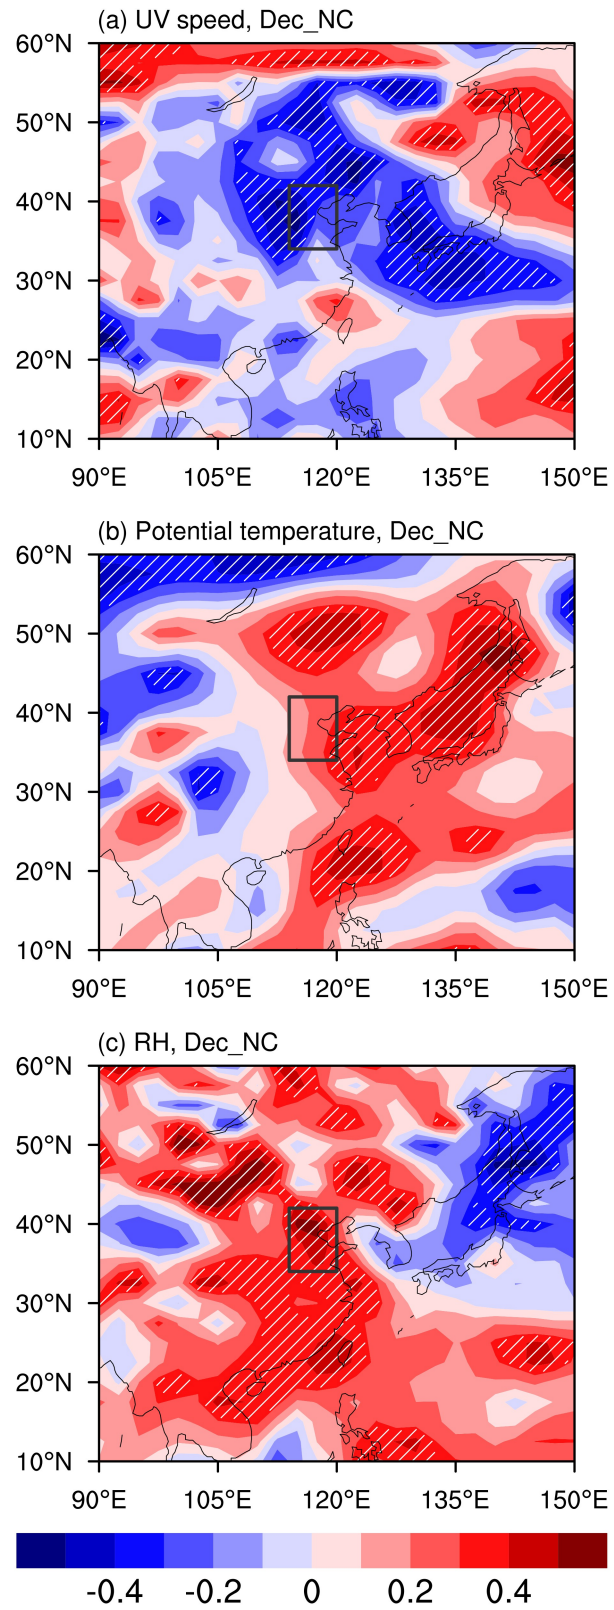 (a) UV speed, Dec_NC
60°N
50°N
40°N
30°N
20°N
10°N
90°E 105°E 120°E 135°E 150°E
(b) Potential temperature, Dec_NC
60°N
50°N
40°N
30°N
20°N
10°N
90°E 105°E 120°E 135°E 150°E
(c) RH, Dec_NC
60°N
50°N
40°N
30°N
20°N
10°N
90°E 105°E 120°E 135°E 150°E
-0.4 -0.2 0 0.2 0.4